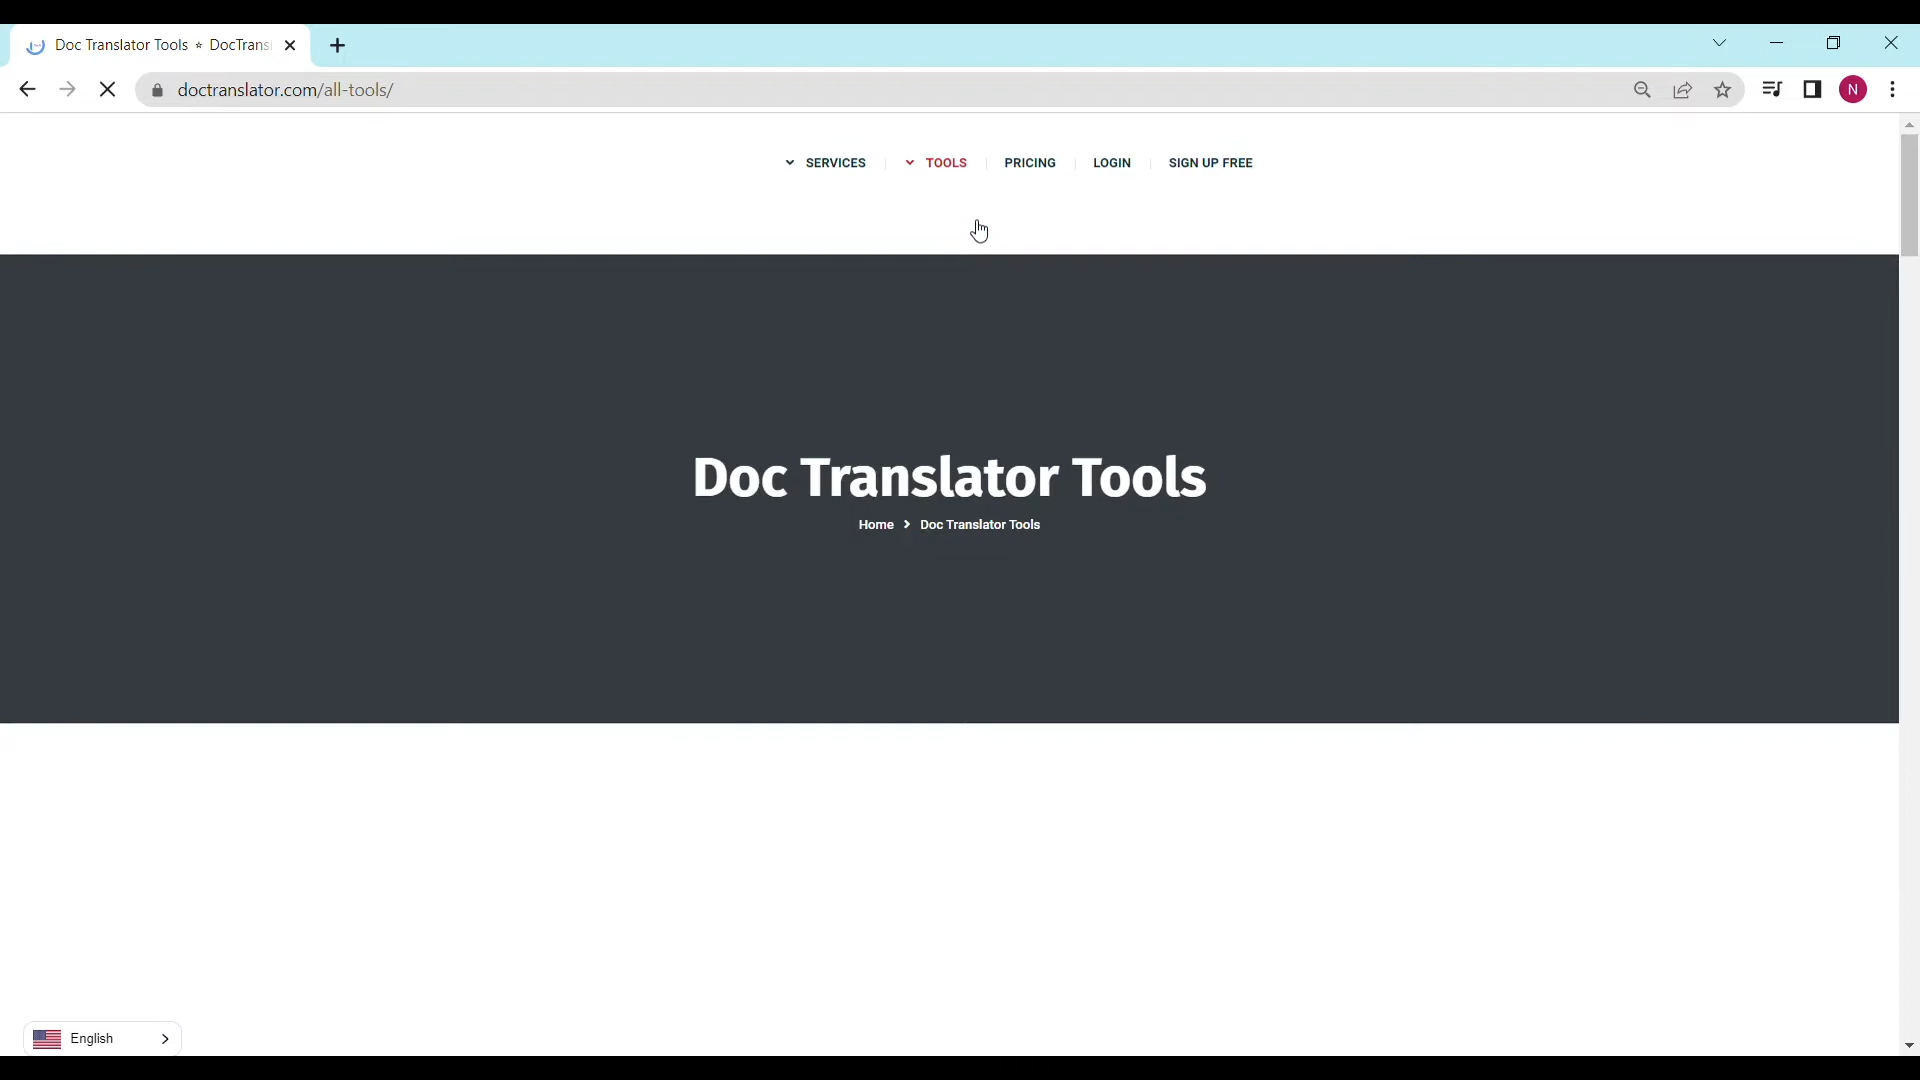 Doc Translator Tools ⭐ DocTrans
doctranslator.com/all-tools/
N
SERVICES
TOOLS
PRICING
LOGIN
SIGN UP FREE
Doc Translator Tools
Home > Doc Translator Tools
English